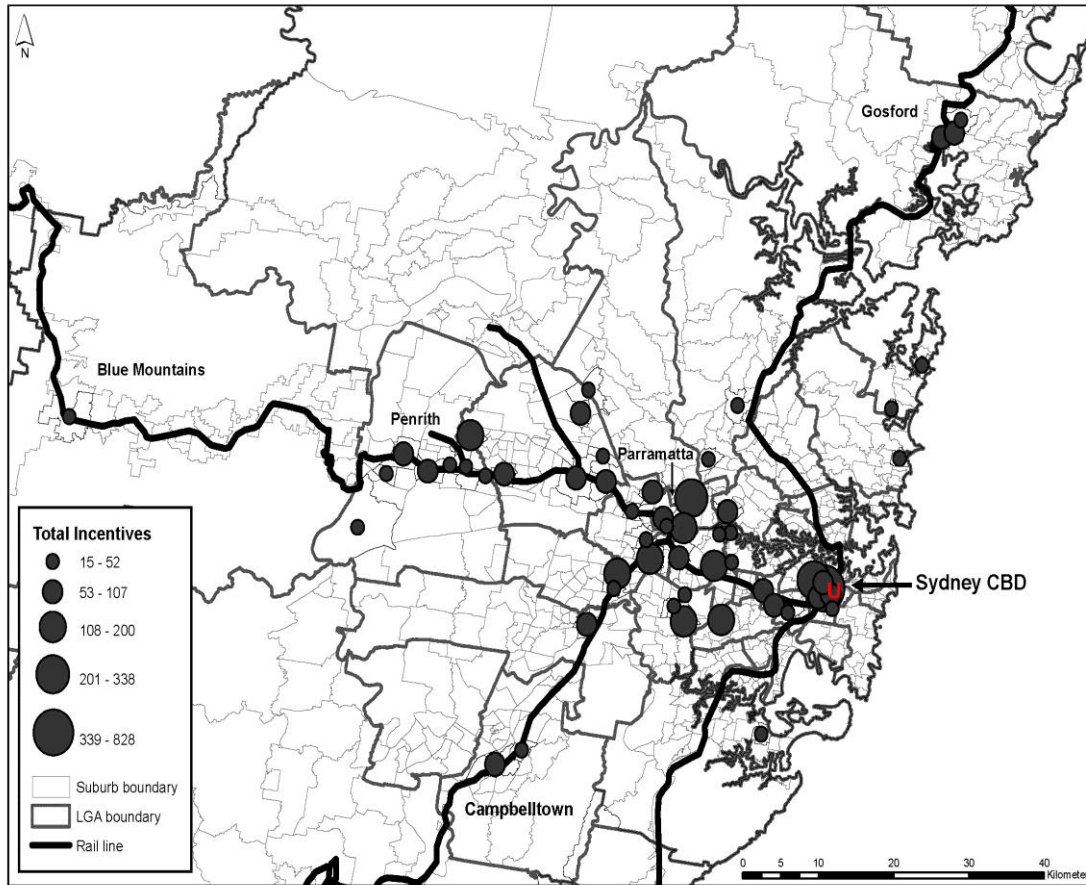 N
Gosford
Blue Mountains
Penrith
Parramatta
Sydney CBD
U
Campbelltown
Total Incentives
15 - 52
53 - 107
108 - 200
201 - 338
339 - 828
Suburb boundary
LGA boundary
Rail line
0 5 10 20 30 40
Kilomete